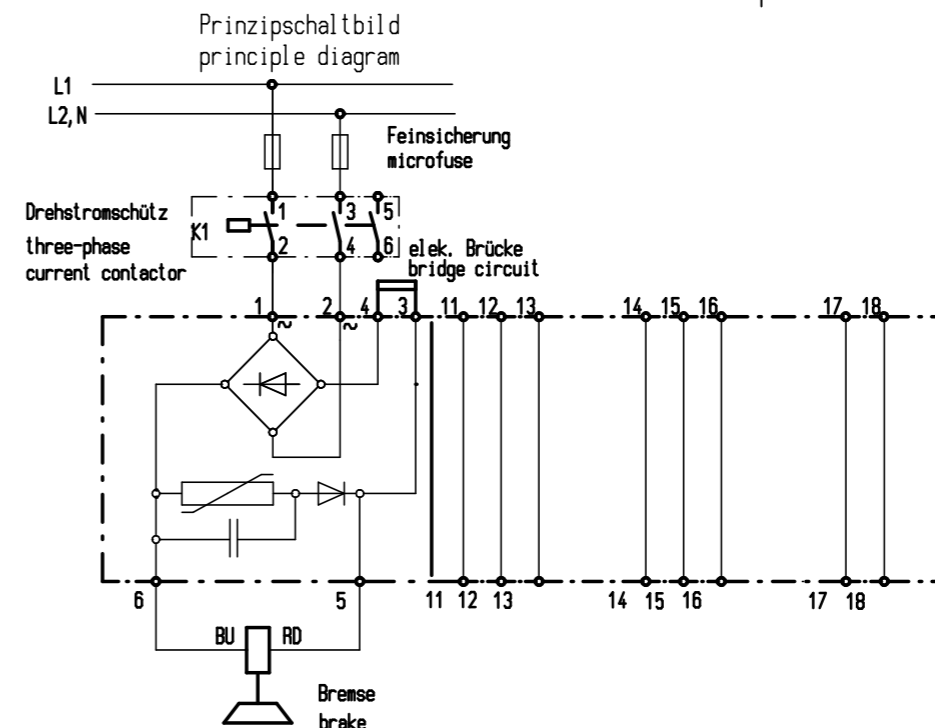 Prinzipschaltbild
principle diagram
L1
L2,N
Feinsicherung
microfuse
Drehstromschütz
three-phase
current contactor
K1
1 3 5
2 4 6
elek. Brücke
bridge circuit
1 2 4 3 11 12 13 14 15 16 17 18
~ ~
6 5 11 12 13 14 15 16 17 18
BU RD
Bremse
brake